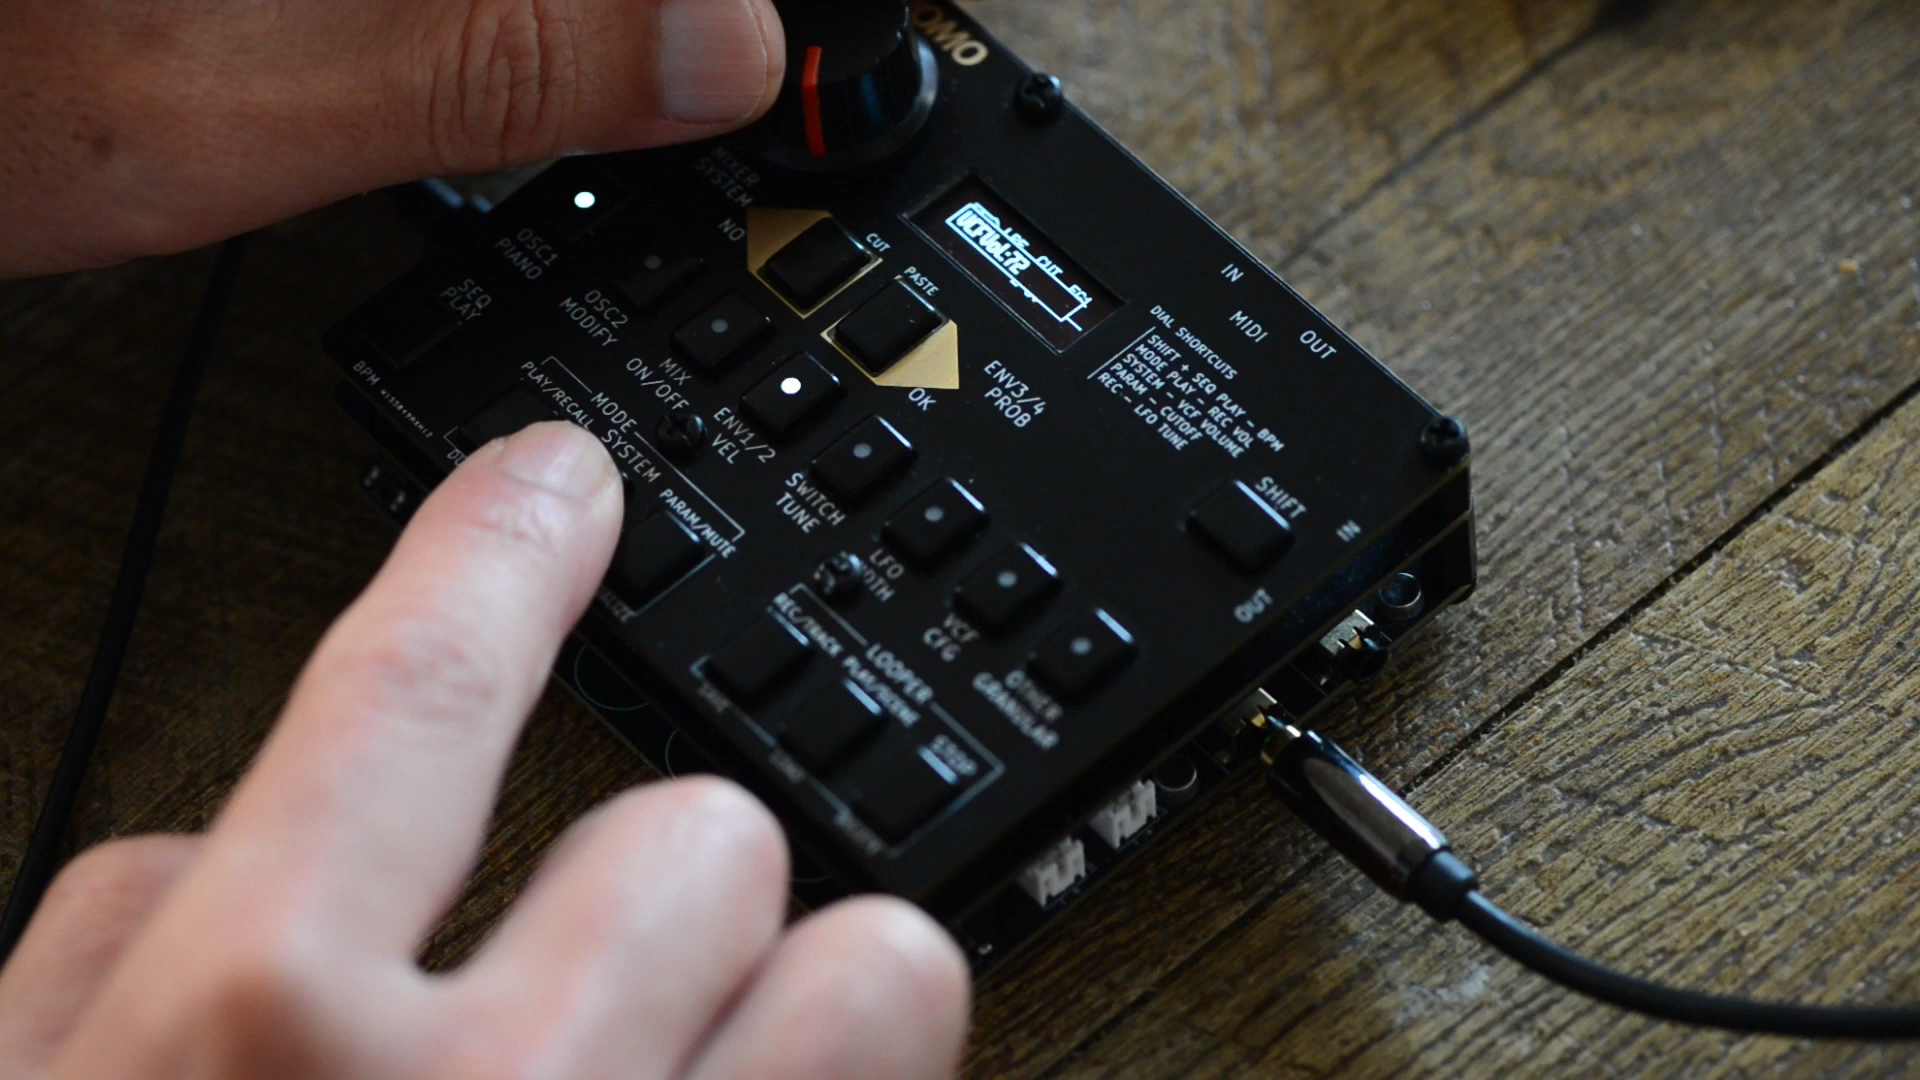 OMO
MIXER
SYSTEM
NO
CUT
PASTE
OK
OSC1
PIANO
SEQ
PLAY
OSC2
MODIFY
MIX
ON/OFF
ENV1/2
VEL
SWITCH
TUNE
LFO
VCF
CFG
OTHER
GRANULAR
ENV3/4
PROB
VCFVol:72
CUT
IN
MIDI
OUT
DIAL SHORTCUTS
SHIFT + SEQ PLAY - BPM
MODE PLAY - REC VOL
SYSTEM - VCF VOLUME
PARAM - CUTOFF
REC - LFO TUNE
SHIFT
IN
OUT
BPM
MODE
PLAY/RECALL SYSTEM PARAM/MUTE
LOOPER
REC/TRACK PLAY/SCENE